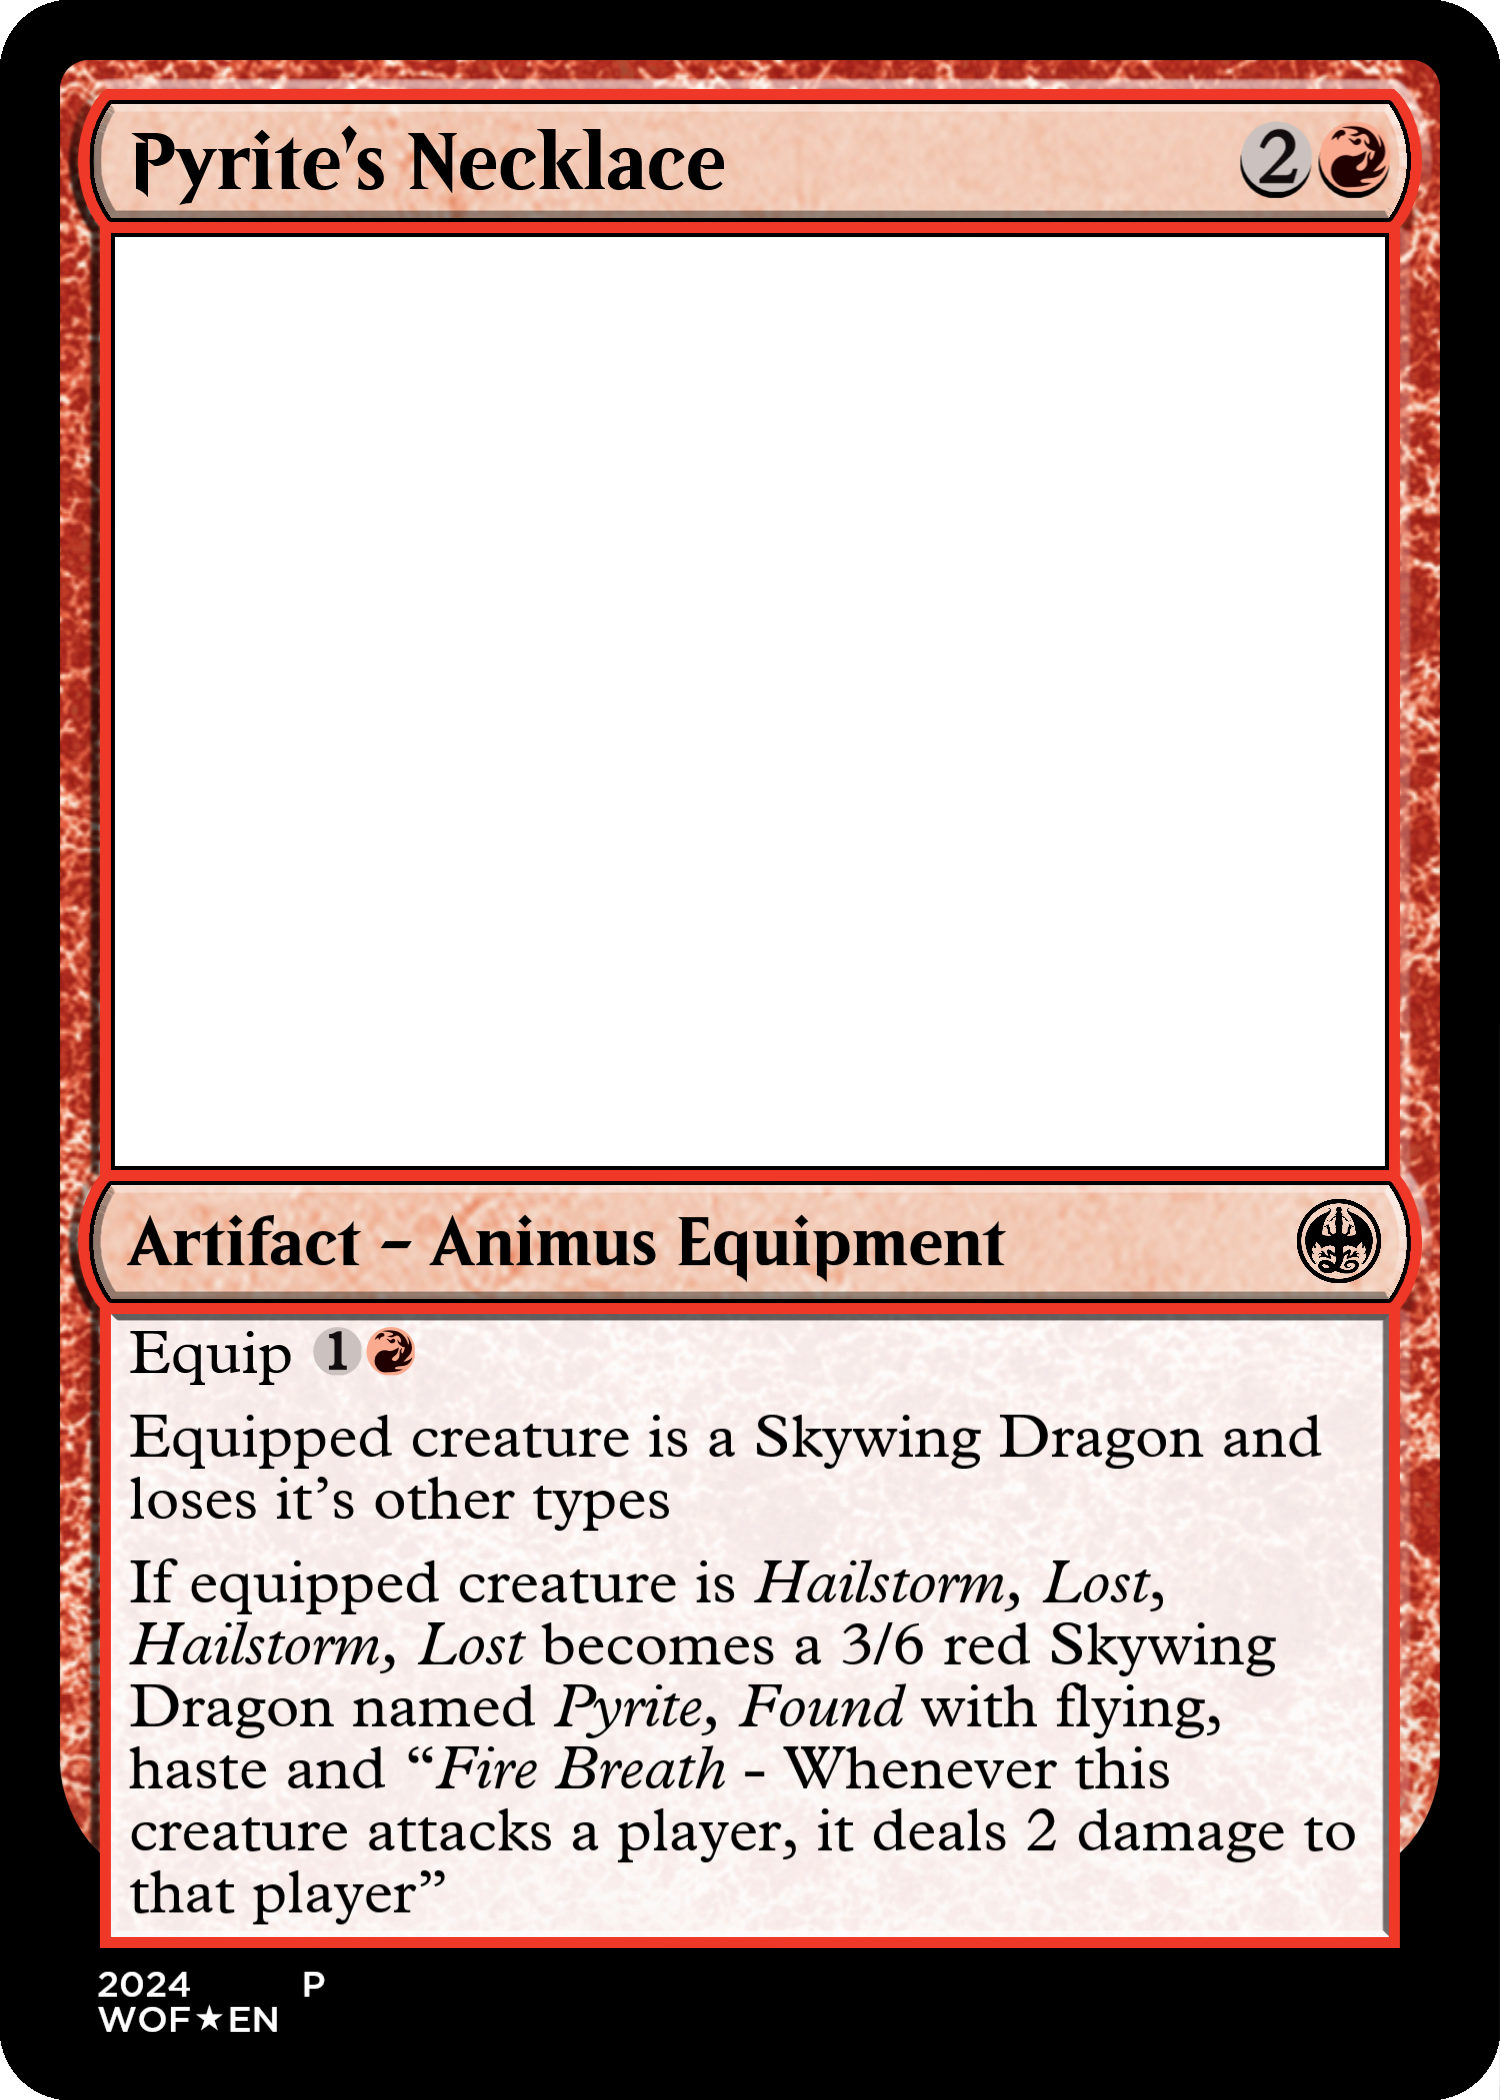 Pyrite's Necklace 2
Artifact – Animus Equipment
Equip 1
Equipped creature is a Skywing Dragon and
loses it’s other types
If equipped creature is Hailstorm, Lost,
Hailstorm, Lost becomes a 3/6 red Skywing
Dragon named Pyrite, Found with flying,
haste and “Fire Breath - Whenever this
creature attacks a player, it deals 2 damage to
that player”
2024 P
WOF★EN